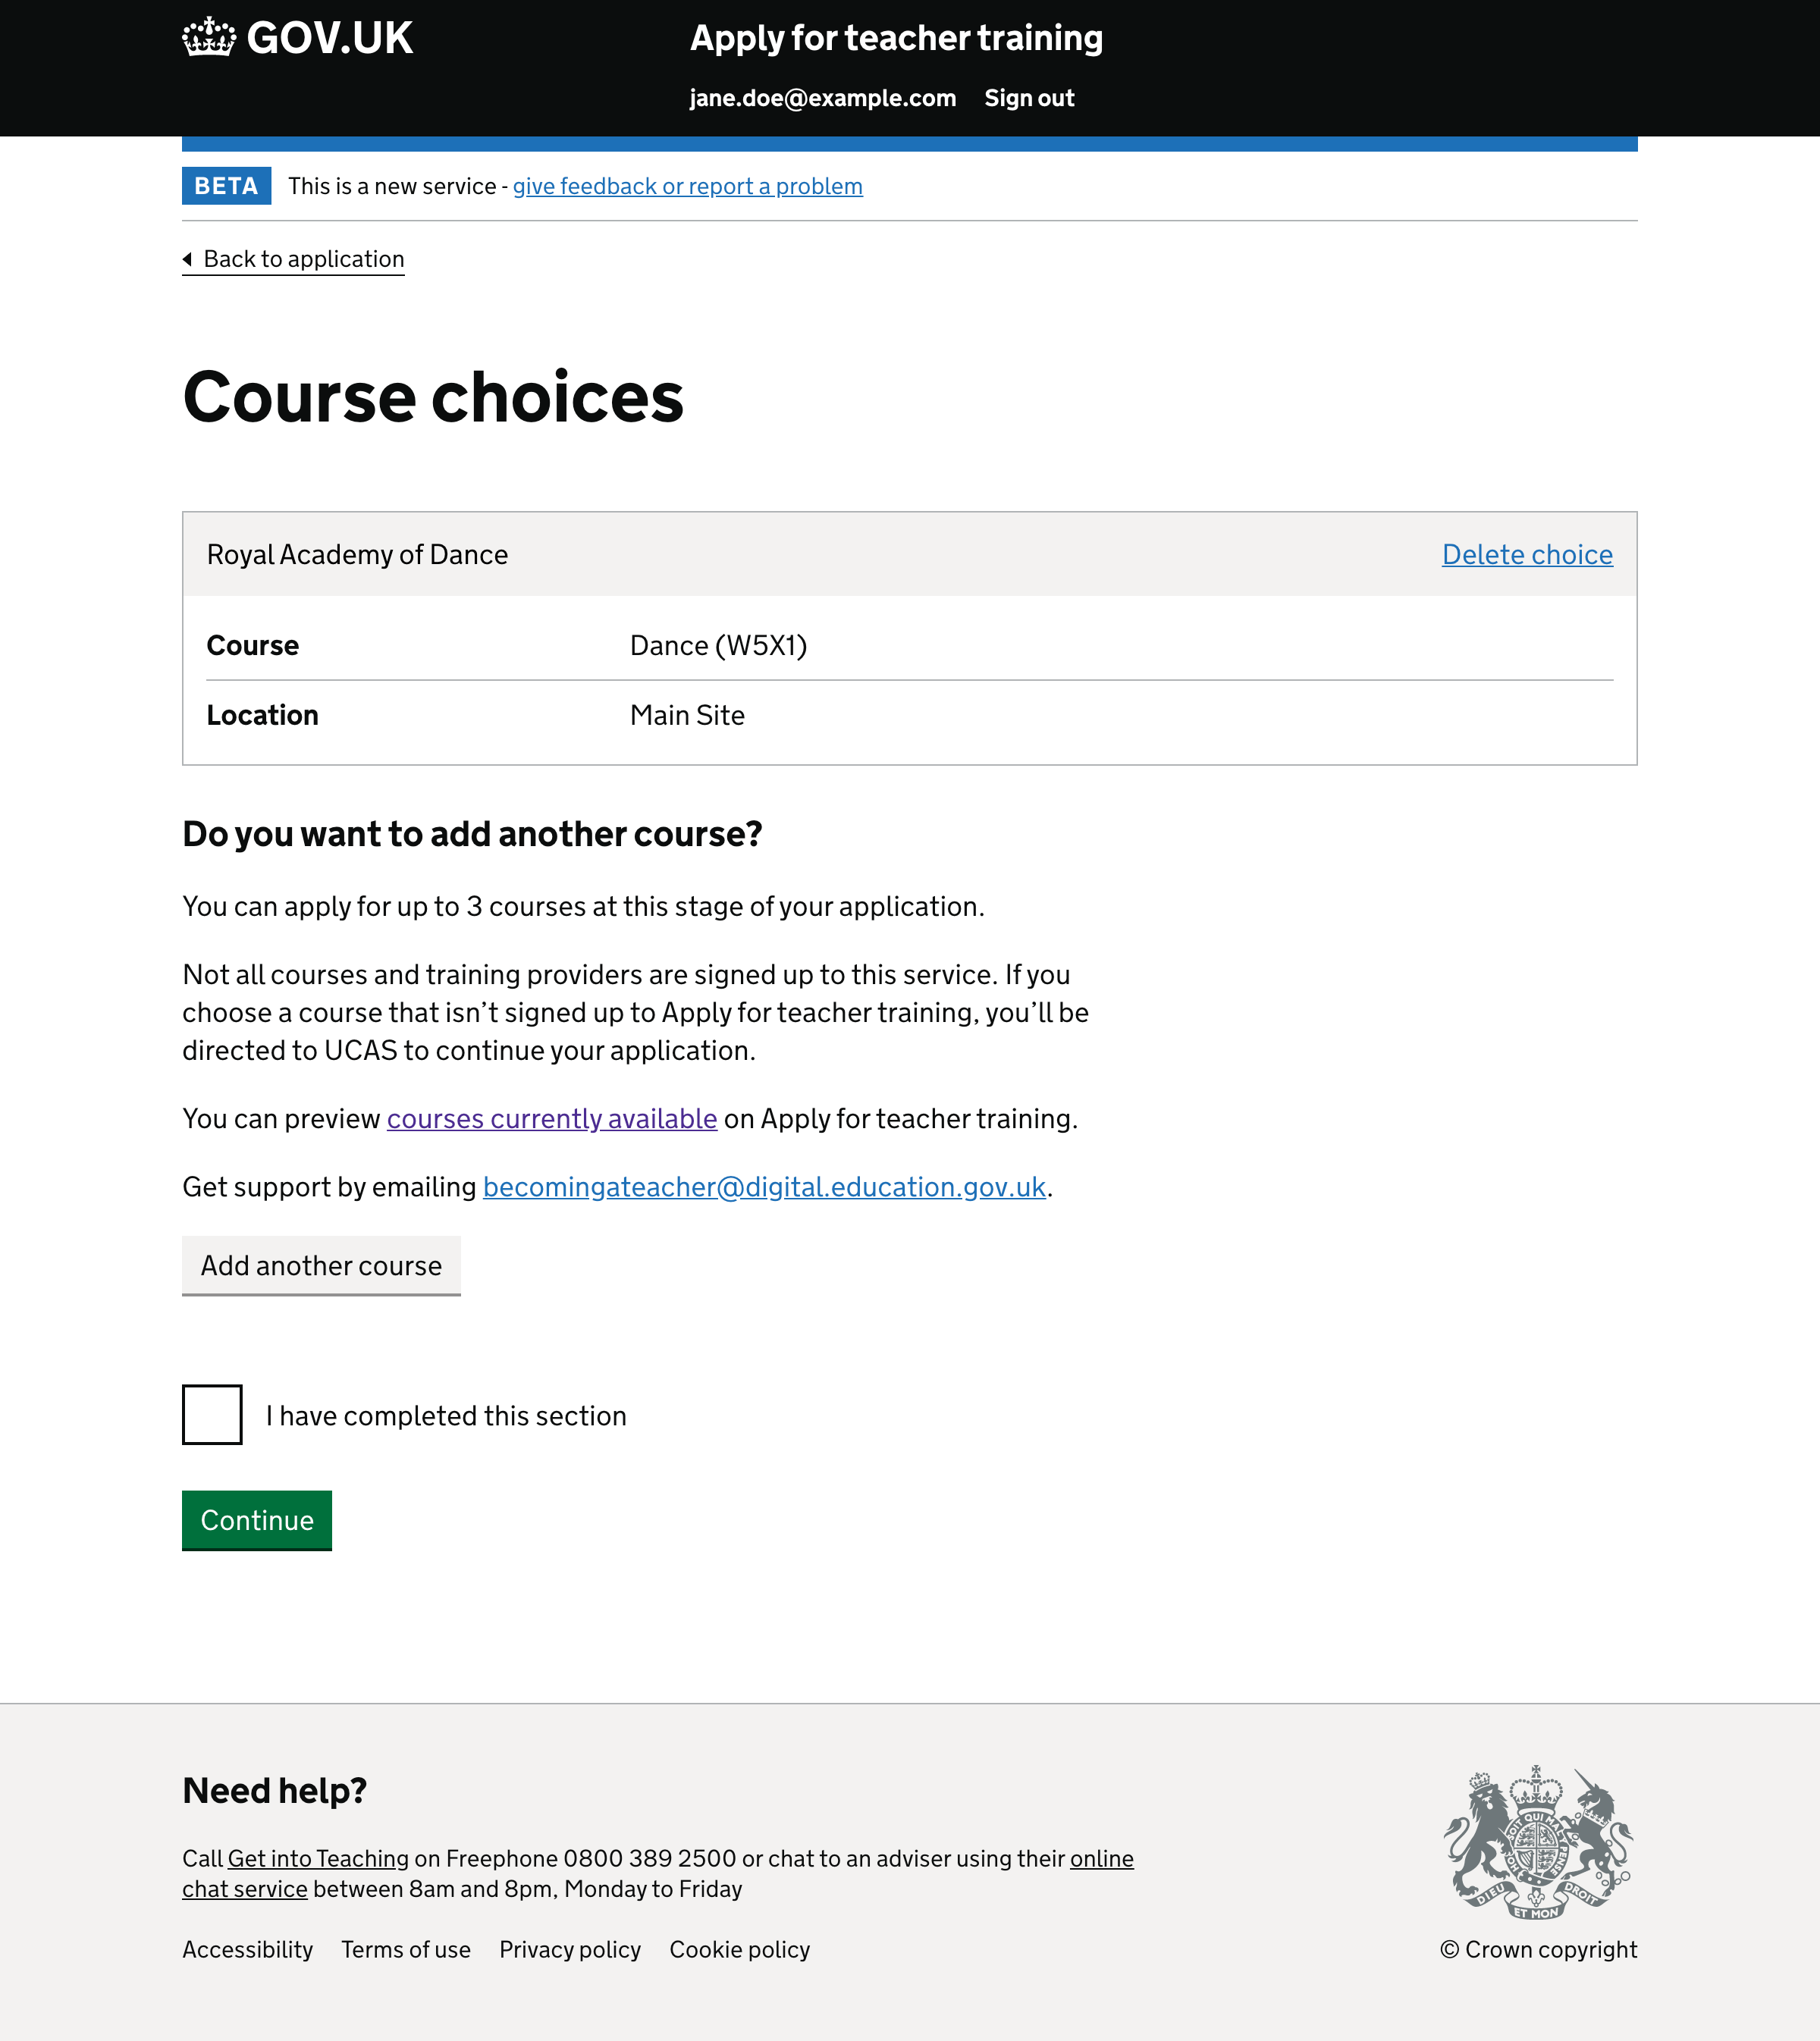 GOV.UK
Apply for teacher training
jane.doe@example.com Sign out
BETA This is a new service - give feedback or report a problem
Back to application
Course choices
Royal Academy of Dance Delete choice
Course Dance (W5X1)
Location Main Site
Do you want to add another course?
You can apply for up to 3 courses at this stage of your application.
Not all courses and training providers are signed up to this service. If you
choose a course that isn’t signed up to Apply for teacher training, you’ll be
directed to UCAS to continue your application.
You can preview courses currently available on Apply for teacher training.
Get support by emailing becomingateacher@digital.education.gov.uk.
Add another course
I have completed this section
Continue
Need help?
Call Get into Teaching on Freephone 0800 389 2500 or chat to an adviser using their online
chat service between 8am and 8pm, Monday to Friday
DIEU ET MON DROIT
Accessibility Terms of use Privacy policy Cookie policy
© Crown copyright